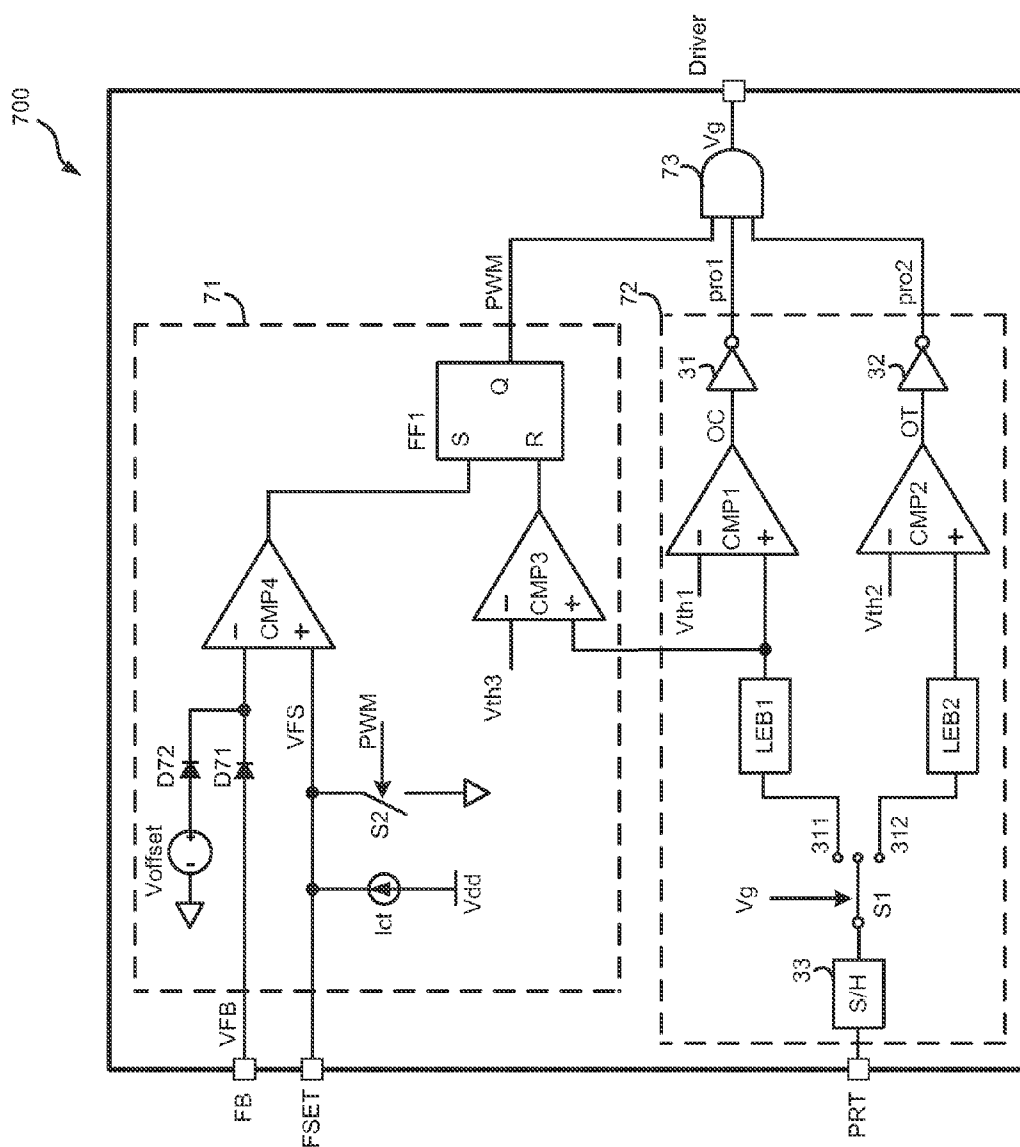 700
71
Voffset
D72
D71
CMP4
−
+
FF1
S
R
Q
PWM
FB
VFB
VFS
FSET
Ict
Vdd
S2
PWM
Vth3
CMP3
−
+
73
Vg
Driver
72
pro1
pro2
Vth1
CMP1
−
+
OC
31
LEB1
311
Vg
S1
312
33
S/H
PRT
LEB2
Vth2
CMP2
−
+
OT
32